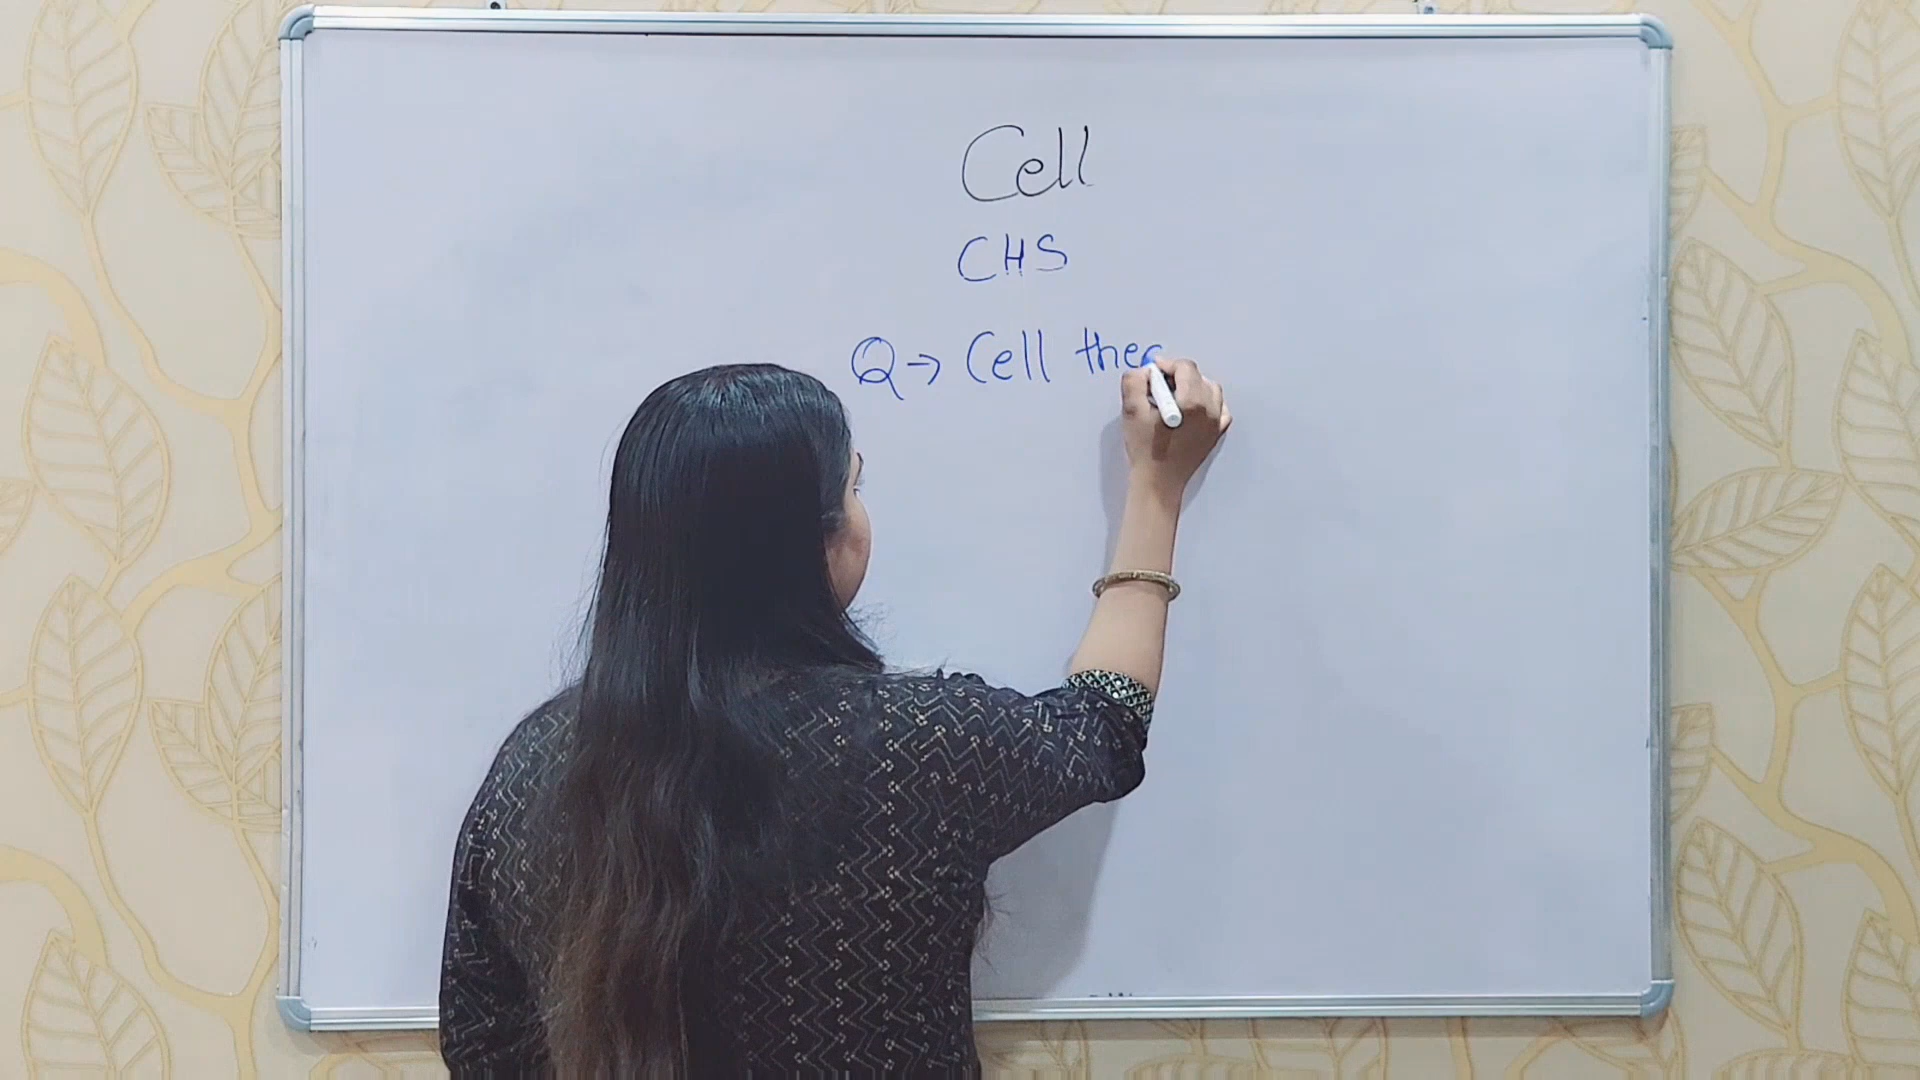 Cell
CHS
Q → Cell theo